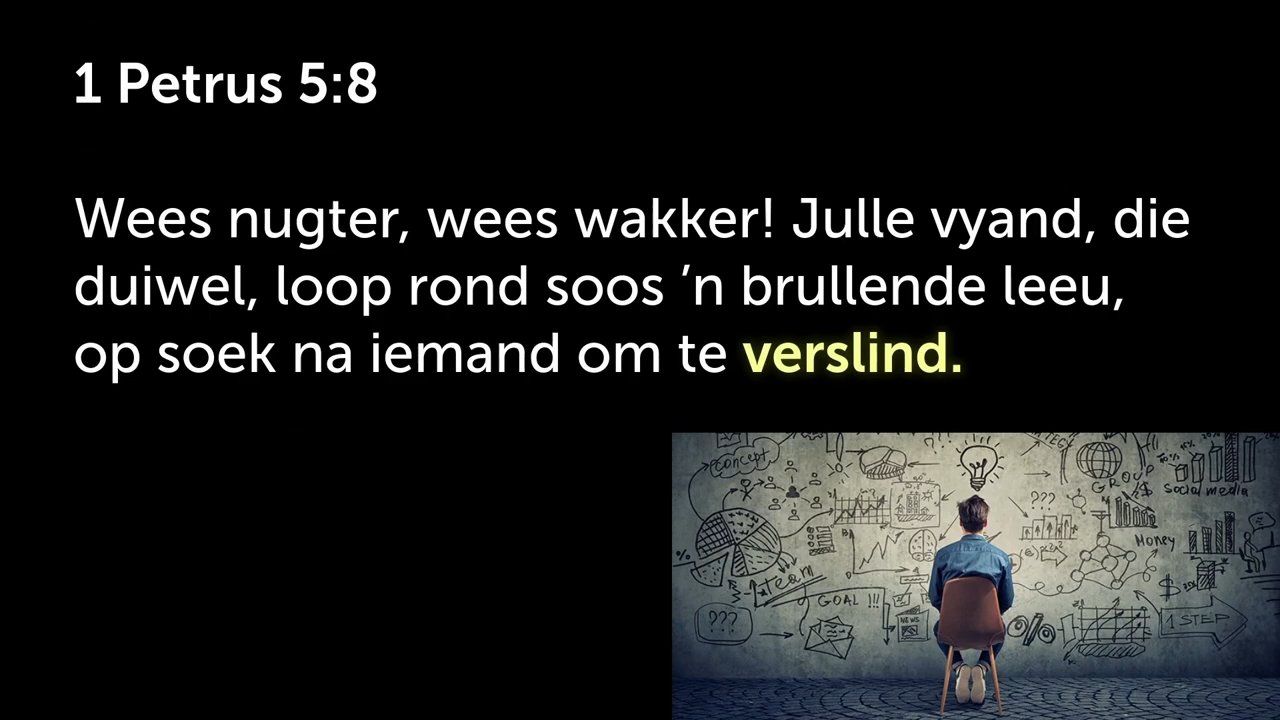 1 Petrus 5:8
Wees nugter, wees wakker! Julle vyand, die
duiwel, loop rond soos ’n brullende leeu,
op soek na iemand om te verslind.
concept
GROUP
social media
???
Money
Team
GOAL !!!
NEWS
???
1 STEP